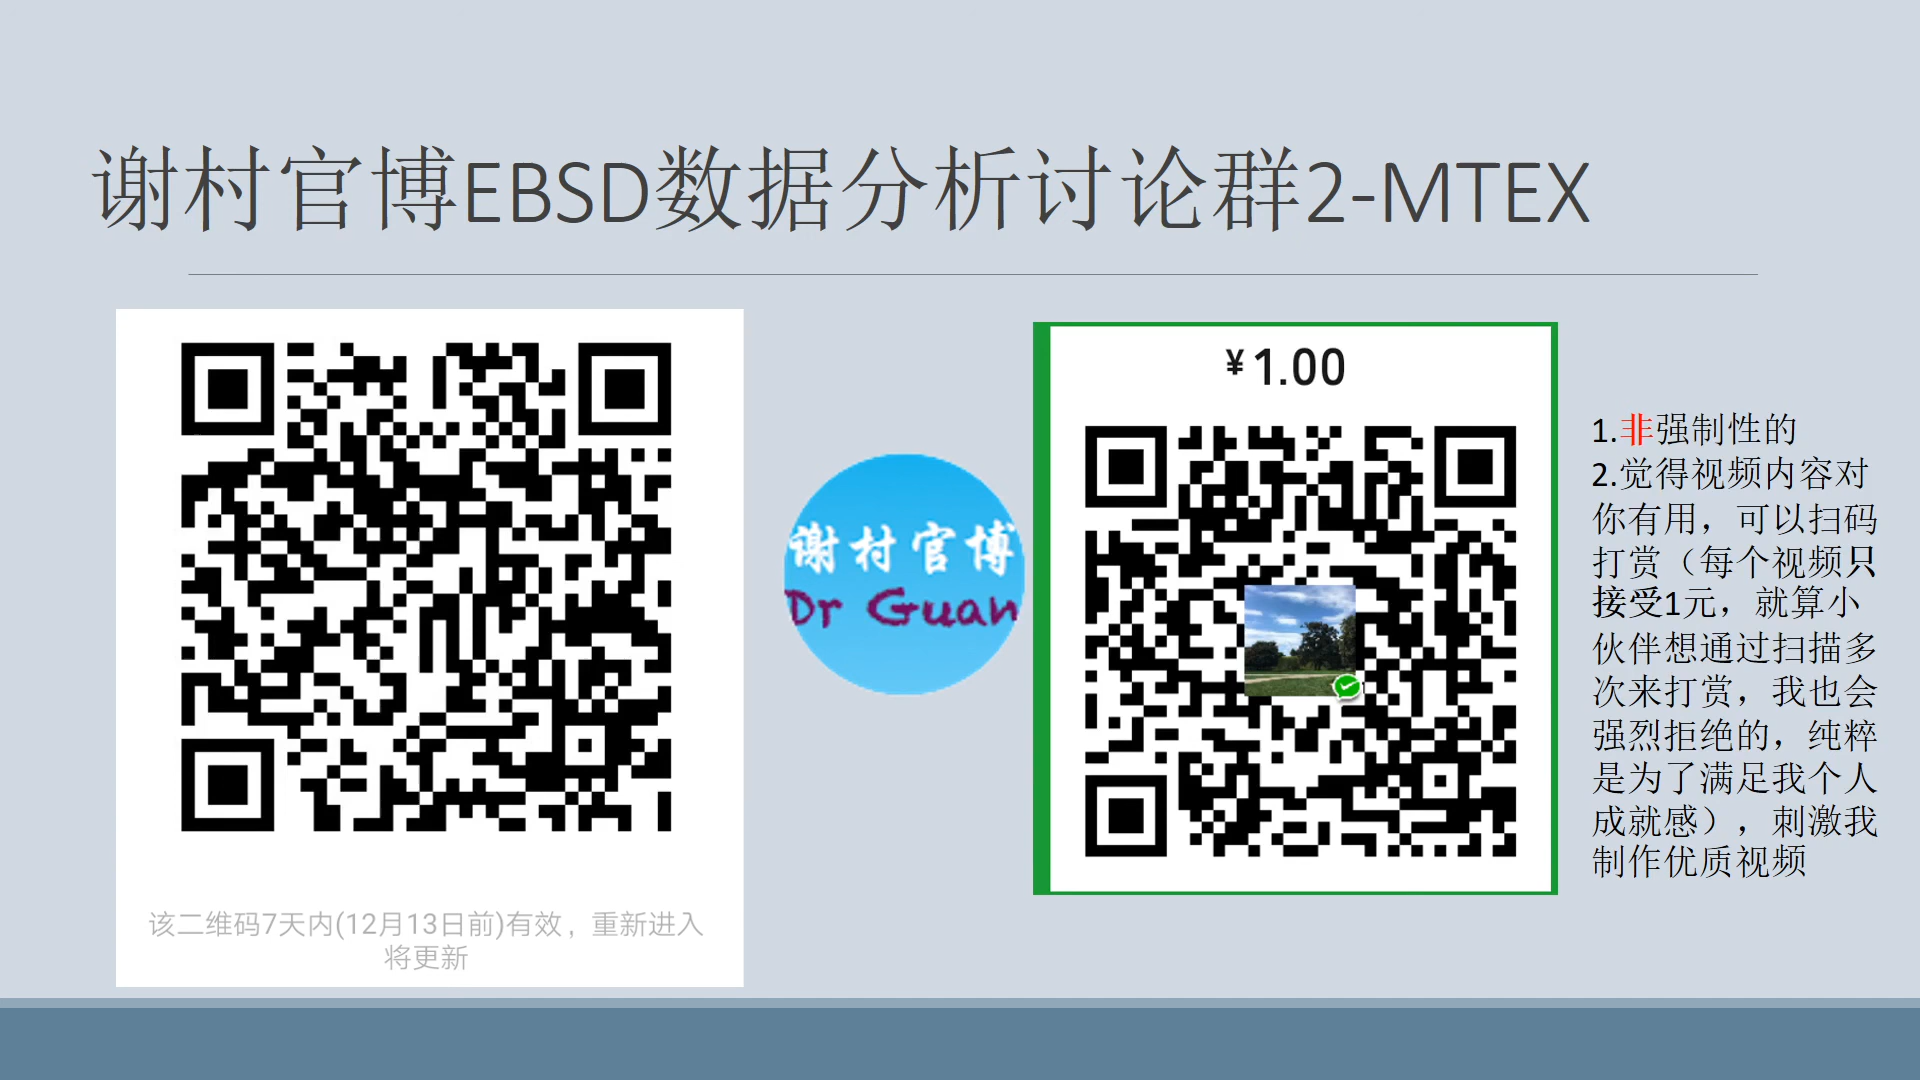 谢村官博EBSD数据分析讨论群2-MTEX
该二维码7天内(12月13日前)有效，重新进入
将更新
谢村官博
Dr Guan
¥1.00
1.非强制性的
2.觉得视频内容对
你有用，可以扫码
打赏（每个视频只
接受1元，就算小
伙伴想通过扫描多
次来打赏，我也会
强烈拒绝的，纯粹
是为了满足我个人
成就感），刺激我
制作优质视频